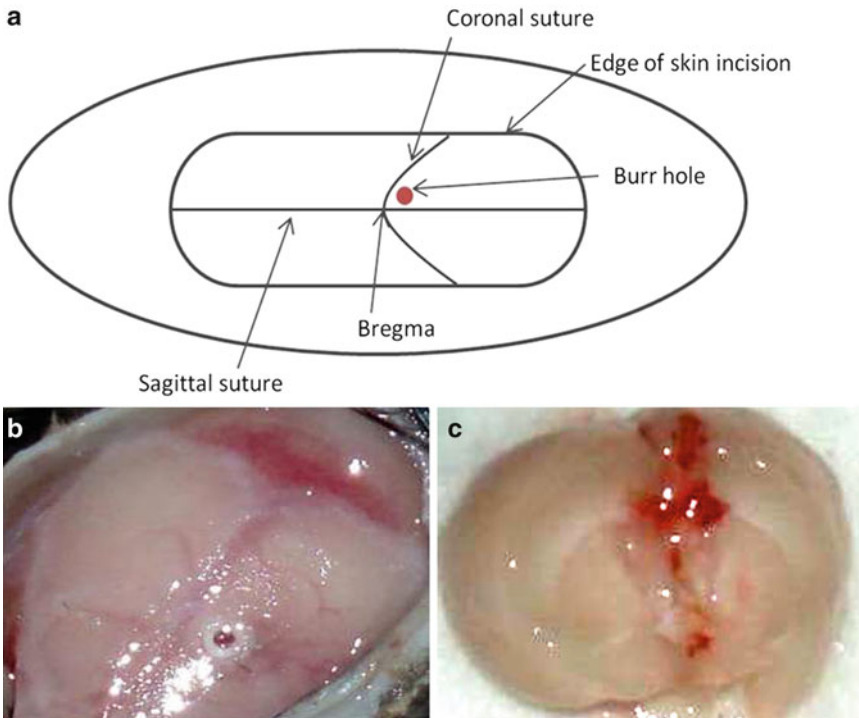 a
Coronal suture
Edge of skin incision
Burr hole
Bregma
Sagittal suture
b
c